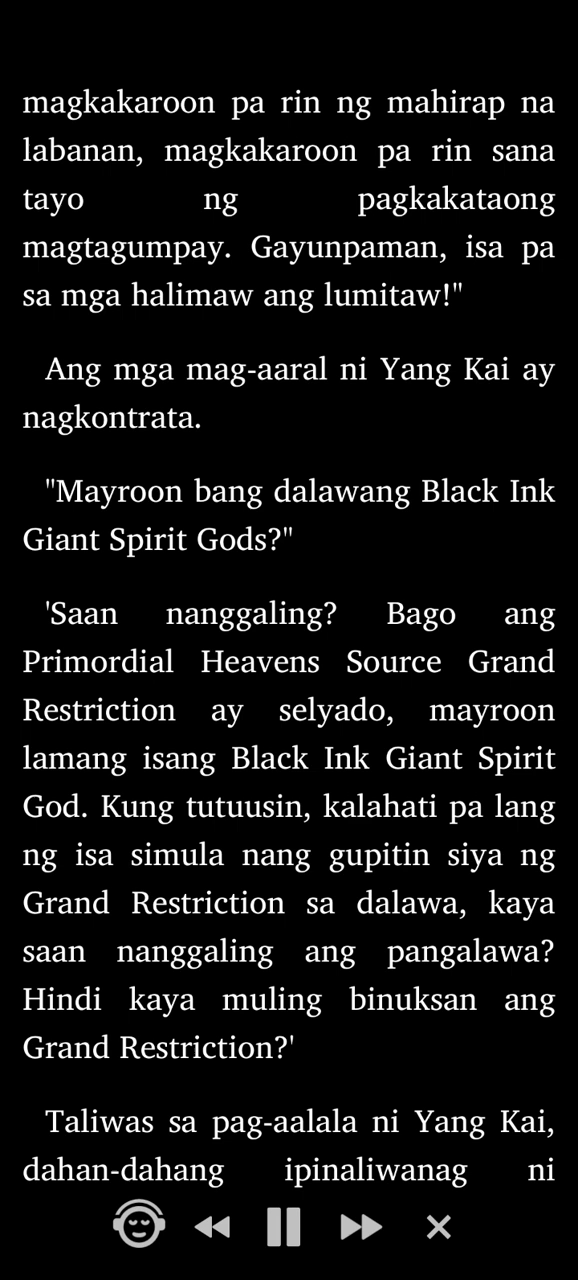 magkakaroon pa rin ng mahirap na
labanan, magkakaroon pa rin sana
tayo ng pagkakataong
magtagumpay. Gayunpaman, isa pa
sa mga halimaw ang lumitaw!"
Ang mga mag-aaral ni Yang Kai ay
nagkontrata.
"Mayroon bang dalawang Black Ink
Giant Spirit Gods?"
'Saan nanggaling? Bago ang
Primordial Heavens Source Grand
Restriction ay selyado, mayroon
lamang isang Black Ink Giant Spirit
God. Kung tutuusin, kalahati pa lang
ng isa simula nang gupitin siya ng
Grand Restriction sa dalawa, kaya
saan nanggaling ang pangalawa?
Hindi kaya muling binuksan ang
Grand Restriction?'
Taliwas sa pag-aalala ni Yang Kai,
dahan-dahang ipinaliwanag ni